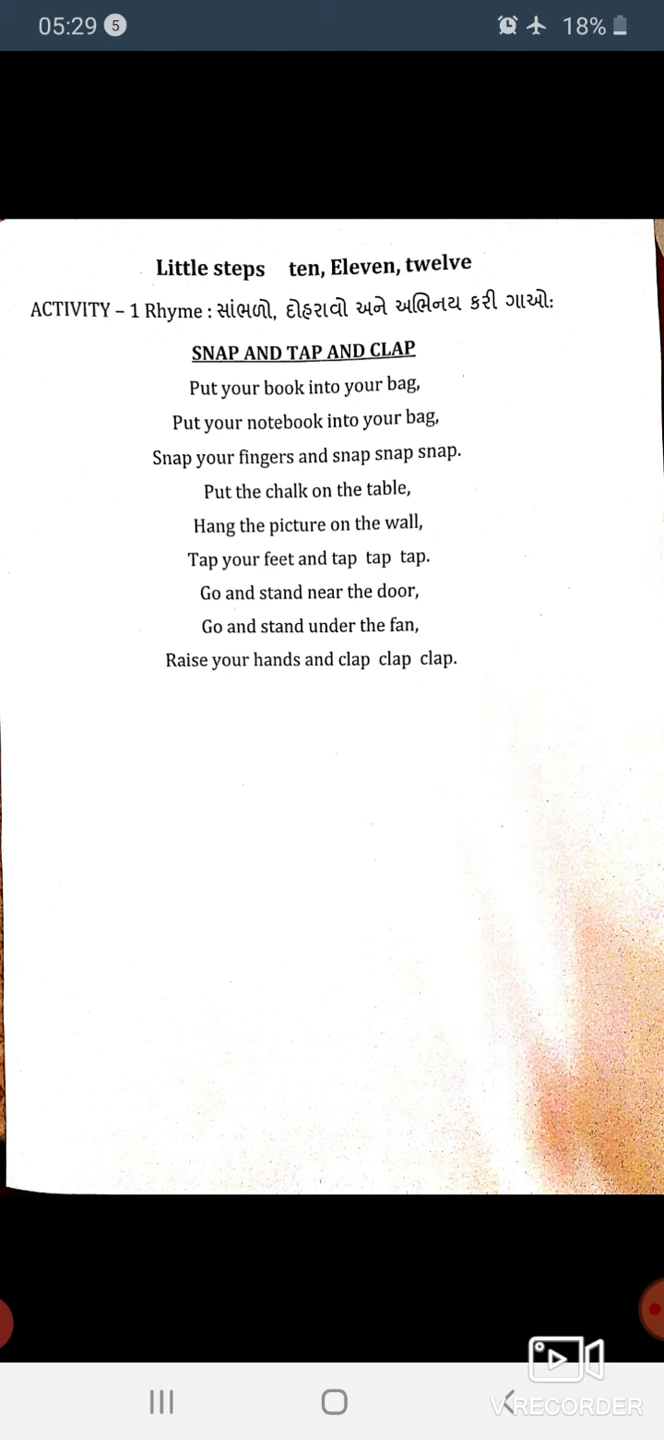 05:29 5 18%
Little steps ten, Eleven, twelve
ACTIVITY – 1 Rhyme : સાંભળો, દોહરાવો અને અભિનય કરી ગાઓ:
SNAP AND TAP AND CLAP
Put your book into your bag,
Put your notebook into your bag,
Snap your fingers and snap snap snap.
Put the chalk on the table,
Hang the picture on the wall,
Tap your feet and tap tap tap.
Go and stand near the door,
Go and stand under the fan,
Raise your hands and clap clap clap.
V RECORDER